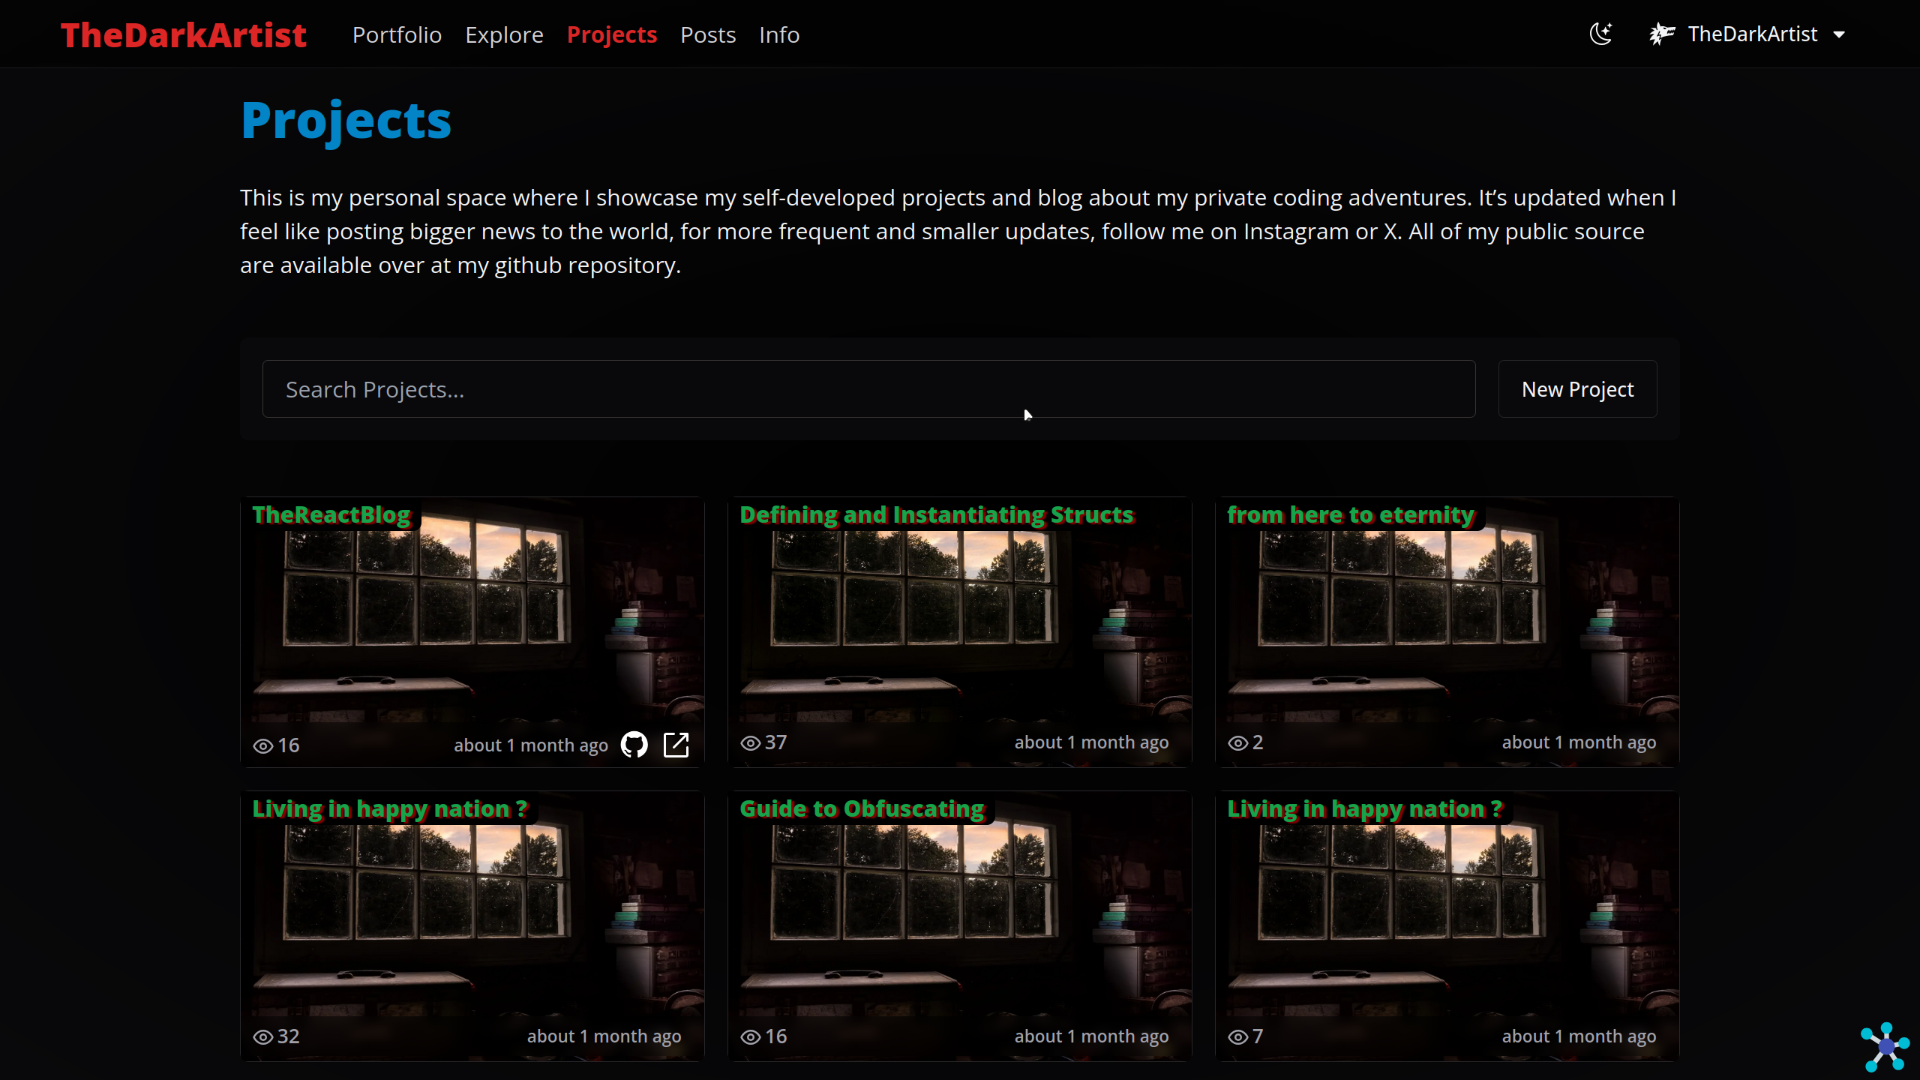 TheDarkArtist Portfolio Explore Projects Posts Info TheDarkArtist
Projects
This is my personal space where I showcase my self-developed projects and blog about my private coding adventures. It’s updated when I
feel like posting bigger news to the world, for more frequent and smaller updates, follow me on Instagram or X. All of my public source
are available over at my github repository.
Search Projects...
New Project
TheReactBlog
16 about 1 month ago
Defining and Instantiating Structs
37 about 1 month ago
from here to eternity
2 about 1 month ago
Living in happy nation ?
32 about 1 month ago
Guide to Obfuscating
16 about 1 month ago
Living in happy nation ?
7 about 1 month ago